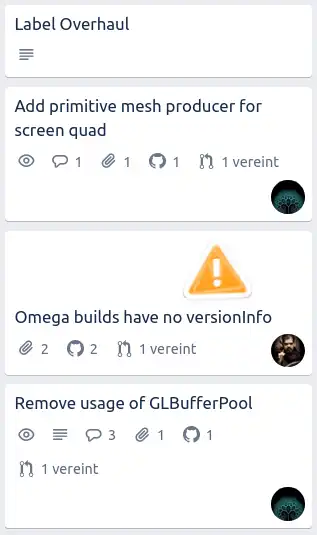 Label Overhaul
Add primitive mesh producer for
screen quad
1 1 1 1 vereint
Omega builds have no versionInfo
2 2 1 vereint
Remove usage of GLBufferPool
3 1 1
1 vereint